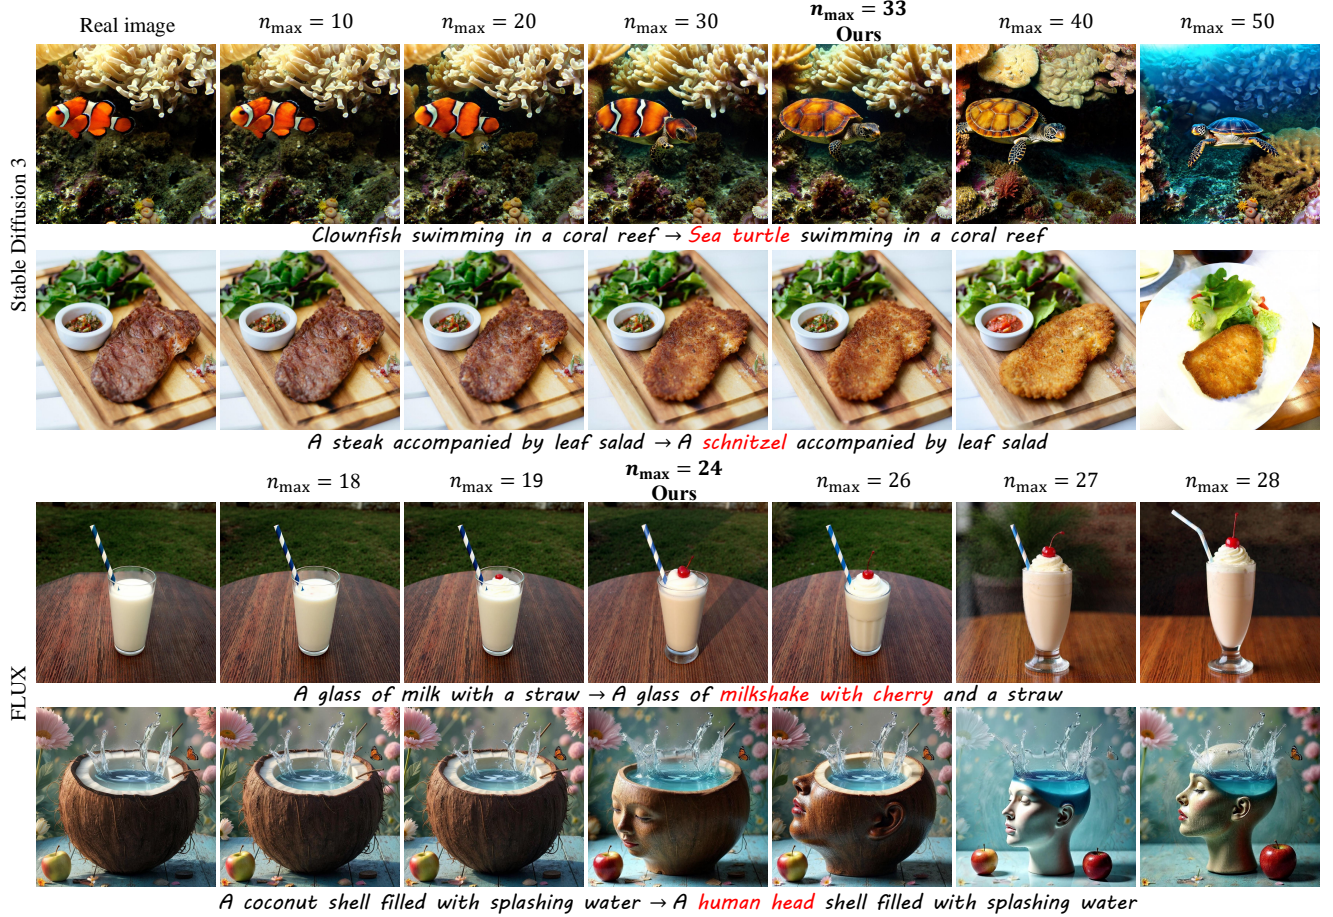 Real image
n_max = 10
n_max = 20
n_max = 30
n_max = 33
Ours
n_max = 40
n_max = 50
Stable Diffusion 3
Clownfish swimming in a coral reef → Sea turtle swimming in a coral reef
A steak accompanied by leaf salad → A schnitzel accompanied by leaf salad
n_max = 18
n_max = 19
n_max = 24
Ours
n_max = 26
n_max = 27
n_max = 28
FLUX
A glass of milk with a straw → A glass of milkshake with cherry and a straw
A coconut shell filled with splashing water → A human head shell filled with splashing water